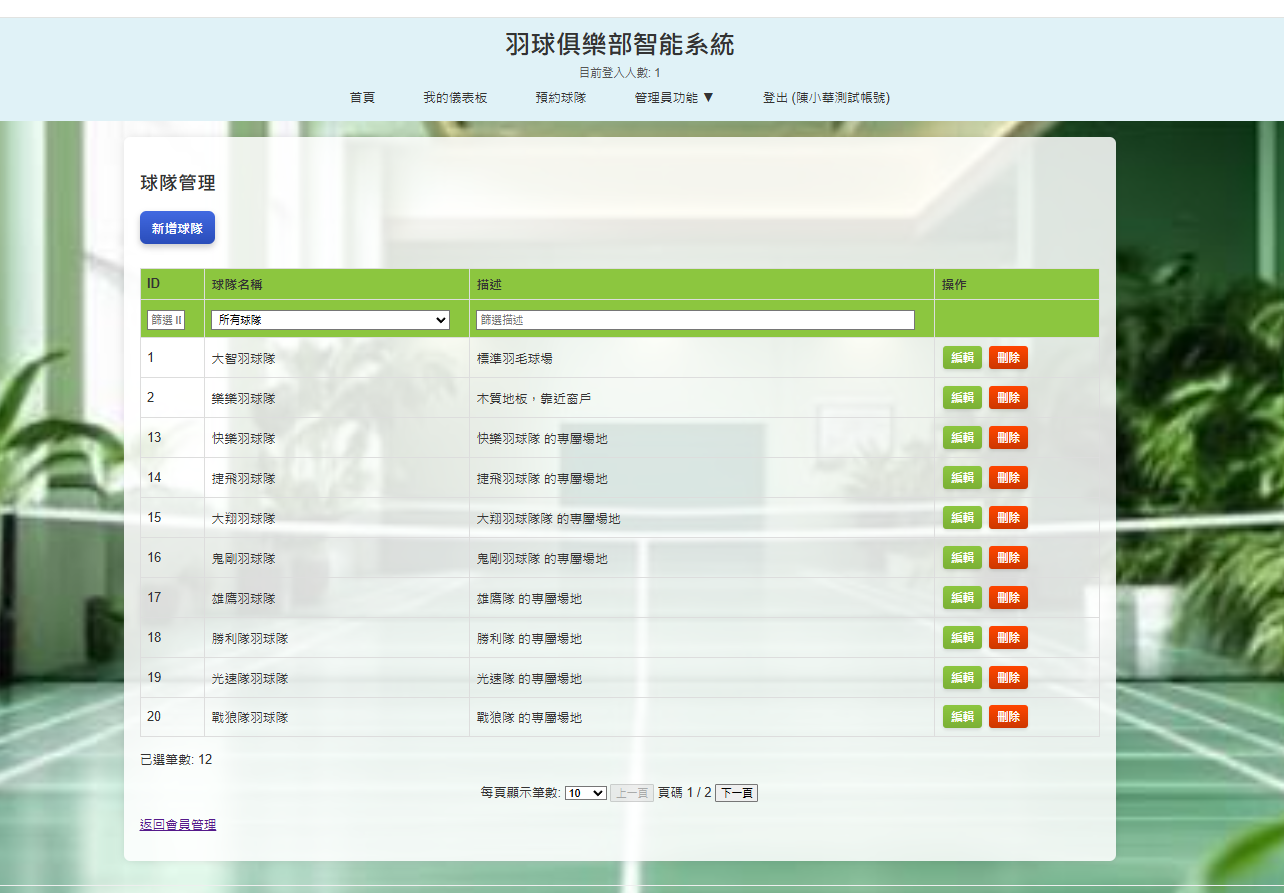 羽球俱樂部智能系統
目前登入人數: 1
首頁 我的儀表板 預約球隊 管理員功能 ▼ 登出 (陳小華測試帳號)
球隊管理
新增球隊
ID 球隊名稱 描述 操作
篩選 II 所有球隊 篩選描述
1 大智羽球隊 標準羽毛球場 編輯 刪除
2 樂樂羽球隊 木質地板，靠近窗戶 編輯 刪除
13 快樂羽球隊 快樂羽球隊 的專屬場地 編輯 刪除
14 捷飛羽球隊 捷飛羽球隊 的專屬場地 編輯 刪除
15 大翔羽球隊 大翔羽球隊隊 的專屬場地 編輯 刪除
16 鬼剛羽球隊 鬼剛羽球隊 的專屬場地 編輯 刪除
17 雄鷹羽球隊 雄鷹隊 的專屬場地 編輯 刪除
18 勝利隊羽球隊 勝利隊 的專屬場地 編輯 刪除
19 光速隊羽球隊 光速隊 的專屬場地 編輯 刪除
20 戰狼隊羽球隊 戰狼隊 的專屬場地 編輯 刪除
已選筆數: 12
每頁顯示筆數: 10 上一頁 頁碼 1 / 2 下一頁
返回會員管理